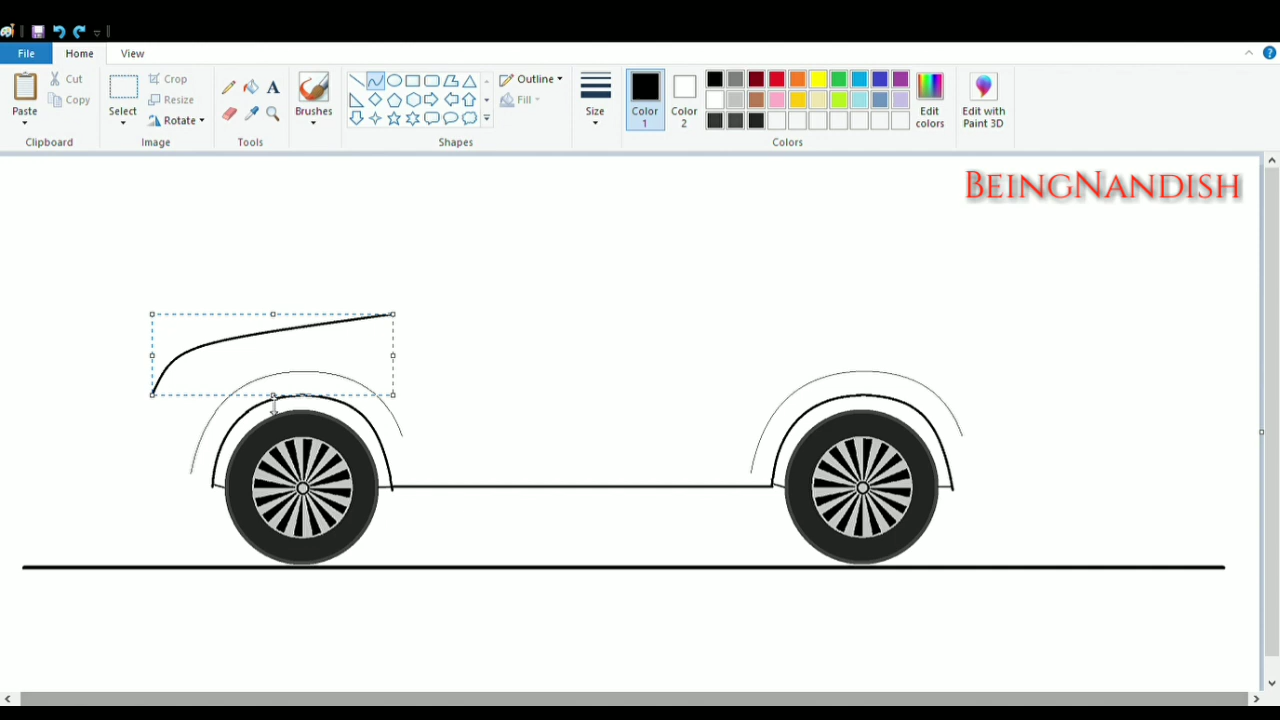 File Home View
Cut
Copy
Paste
Clipboard
Crop
Resize
Rotate
Select
Image
A
Tools
Brushes
Outline
Fill
Shapes
Size
Color
1
Color
2
Edit
colors
Colors
Edit with
Paint 3D
?
BeingNandish